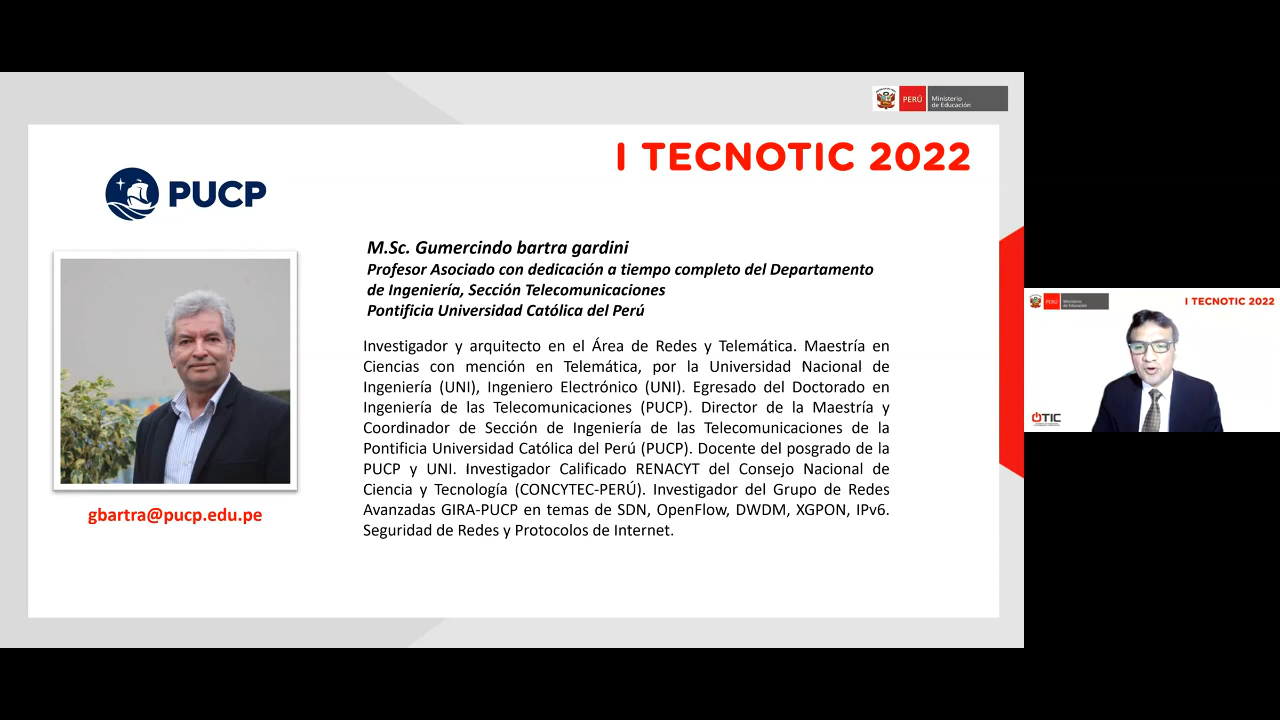 PERÚ
Ministerio
de Educación
I TECNOTIC 2022
PUCP
M.Sc. Gumercindo bartra gardini
Profesor Asociado con dedicación a tiempo completo del Departamento
de Ingeniería, Sección Telecomunicaciones
Pontificia Universidad Católica del Perú
Investigador y arquitecto en el Área de Redes y Telemática. Maestría en
Ciencias con mención en Telemática, por la Universidad Nacional de
Ingeniería (UNI), Ingeniero Electrónico (UNI). Egresado del Doctorado en
Ingeniería de las Telecomunicaciones (PUCP). Director de la Maestría y
Coordinador de Sección de Ingeniería de las Telecomunicaciones de la
Pontificia Universidad Católica del Perú (PUCP). Docente del posgrado de la
PUCP y UNI. Investigador Calificado RENACYT del Consejo Nacional de
Ciencia y Tecnología (CONCYTEC-PERÚ). Investigador del Grupo de Redes
Avanzadas GIRA-PUCP en temas de SDN, OpenFlow, DWDM, XGPON, IPv6.
Seguridad de Redes y Protocolos de Internet.
gbartra@pucp.edu.pe
PERÚ
Ministerio
de Educación
I TECNOTIC 2022
OTIC